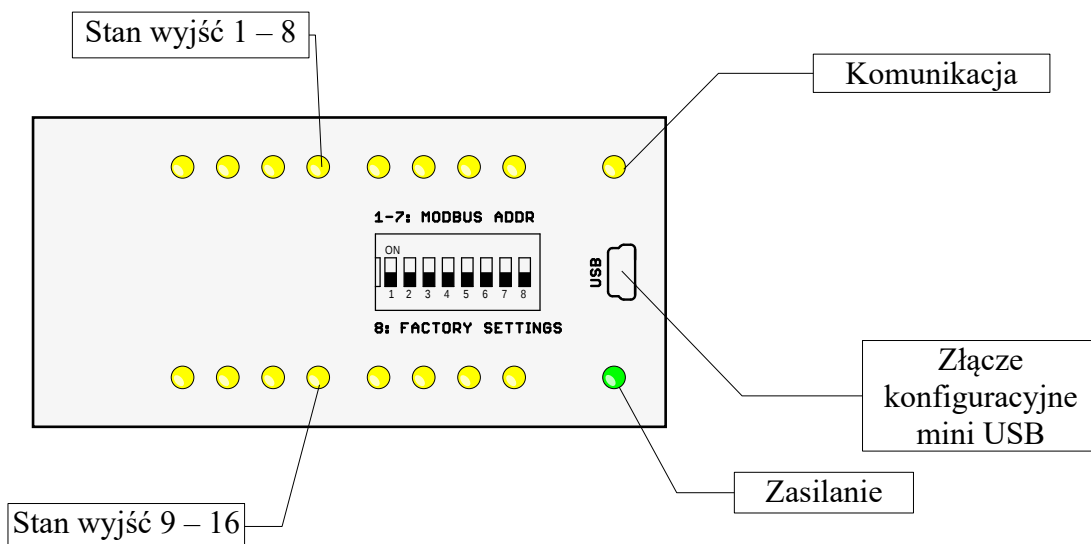 Stan wyjść 1 – 8
Komunikacja
1-7: MODBUS ADDR
ON
1 2 3 4 5 6 7 8
USB
8: FACTORY SETTINGS
Złącze
konfiguracyjne
mini USB
Zasilanie
Stan wyjść 9 – 16